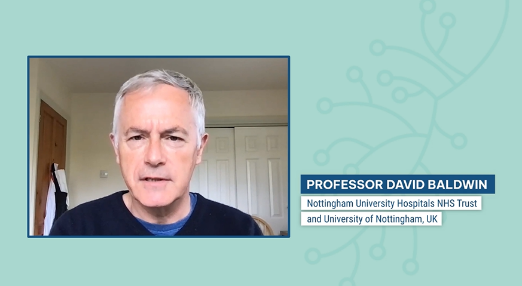 PROFESSOR DAVID BALDWIN
Nottingham University Hospitals NHS Trust
and University of Nottingham, UK